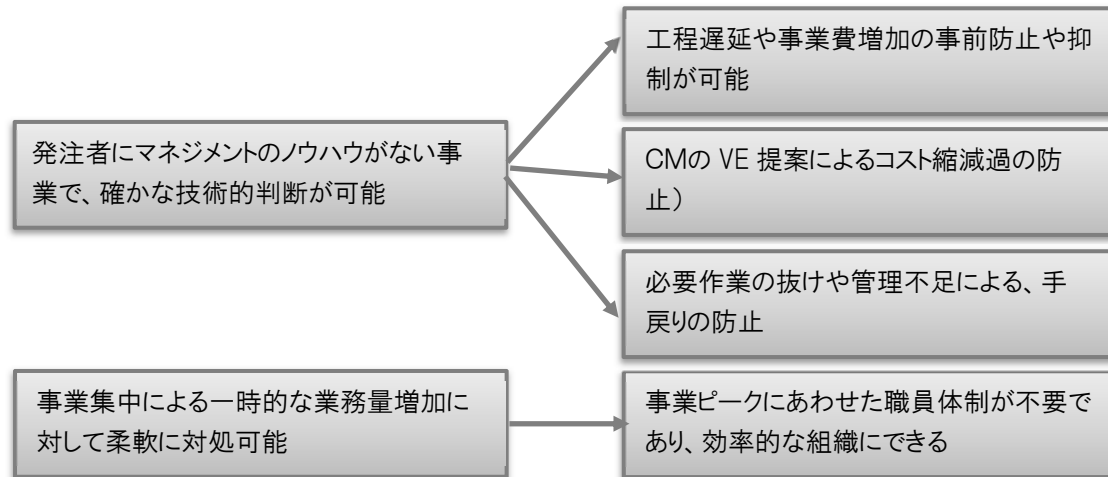 工程遅延や事業費増加の事前防止や抑
制が可能
発注者にマネジメントのノウハウがない事
業で、確かな技術的判断が可能
CMの VE 提案によるコスト縮減過の防
止）
必要作業の抜けや管理不足による、手
戻りの防止
事業集中による一時的な業務量増加に
対して柔軟に対処可能
事業ピークにあわせた職員体制が不要で
あり、効率的な組織にできる